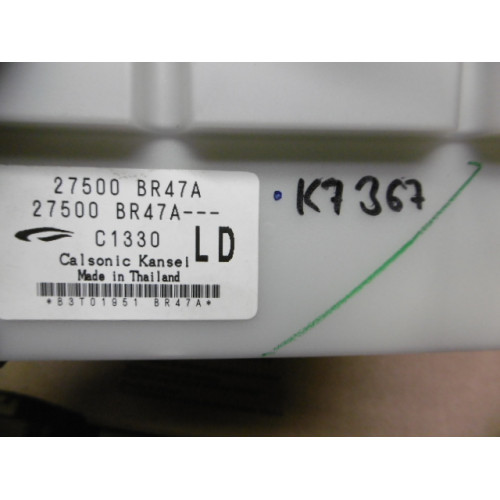 27500 BR47A
27500 BR47A---
C1330 LD
Calsonic Kansei
Made in Thailand
*B3T01951 BR47A*
K7367